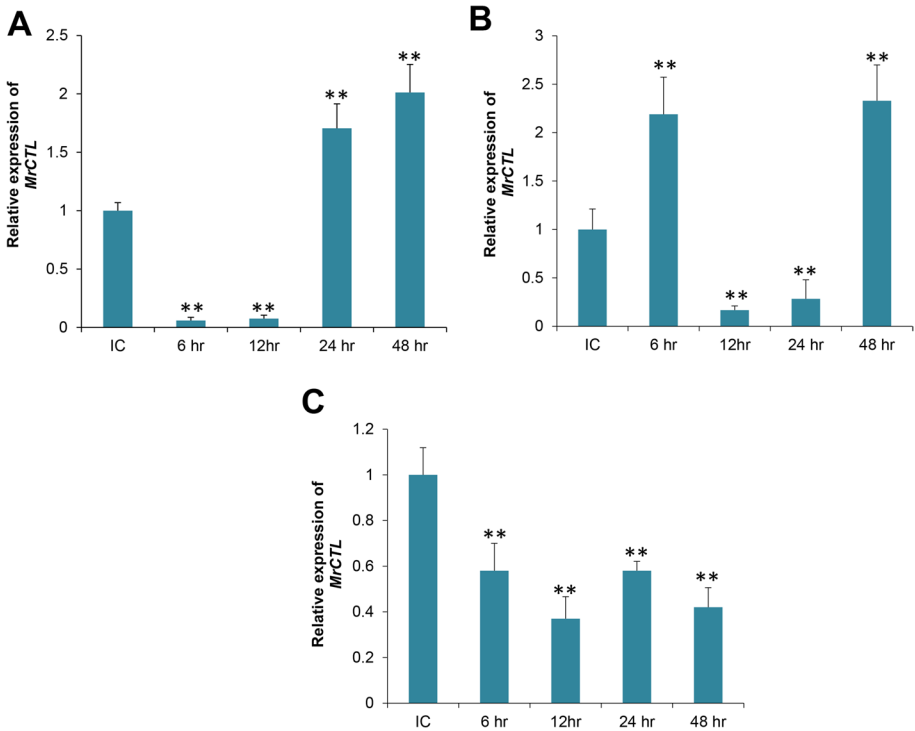 A
Relative expression of
MrCTL
2.5
2
1.5
1
0.5
0
**
**
**
**
IC
6 hr
12hr
24 hr
48 hr
B
Relative expression of
MrCTL
3
2.5
2
1.5
1
0.5
0
**
**
**
**
IC
6 hr
12hr
24 hr
48 hr
C
Relative expression of
MrCTL
1.2
1
0.8
0.6
0.4
0.2
0
**
**
**
**
IC
6 hr
12hr
24 hr
48 hr